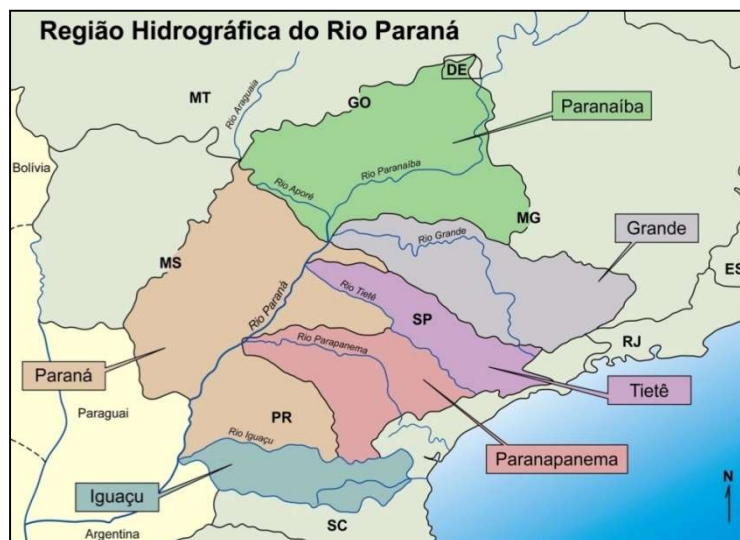 Região Hidrográfica do Rio Paraná
DE
MT
Rio Araguaia
GO
Paranaíba
Bolívia
Rio Paranaíba
Rio Aporé
MG
Rio Grande
Grande
MS
ES
Rio Paraná
Rio Tietê
SP
RJ
Rio Parapanema
Paraná
Tietê
Paraguai
PR
Rio Iguaçu
Paranapanema
Iguaçu
N
SC
Argentina